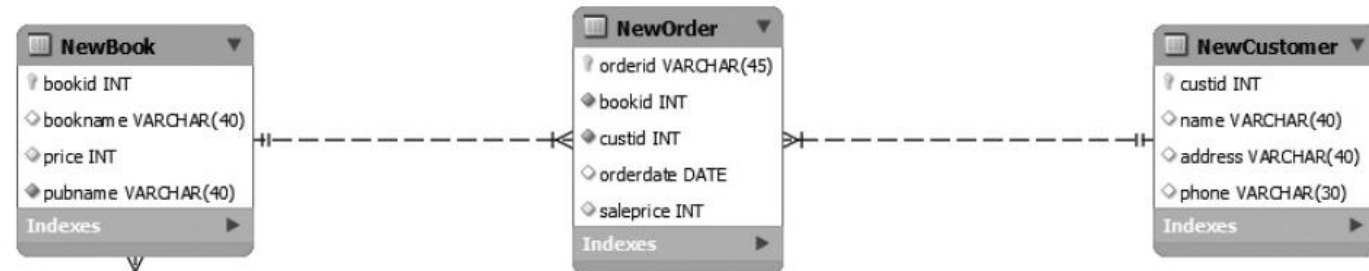 NewBook
bookid INT
bookname VARCHAR(40)
price INT
pubname VARCHAR(40)
Indexes
NewOrder
orderid VARCHAR(45)
bookid INT
custid INT
orderdate DATE
saleprice INT
Indexes
NewCustomer
custid INT
name VARCHAR(40)
address VARCHAR(40)
phone VARCHAR(30)
Indexes